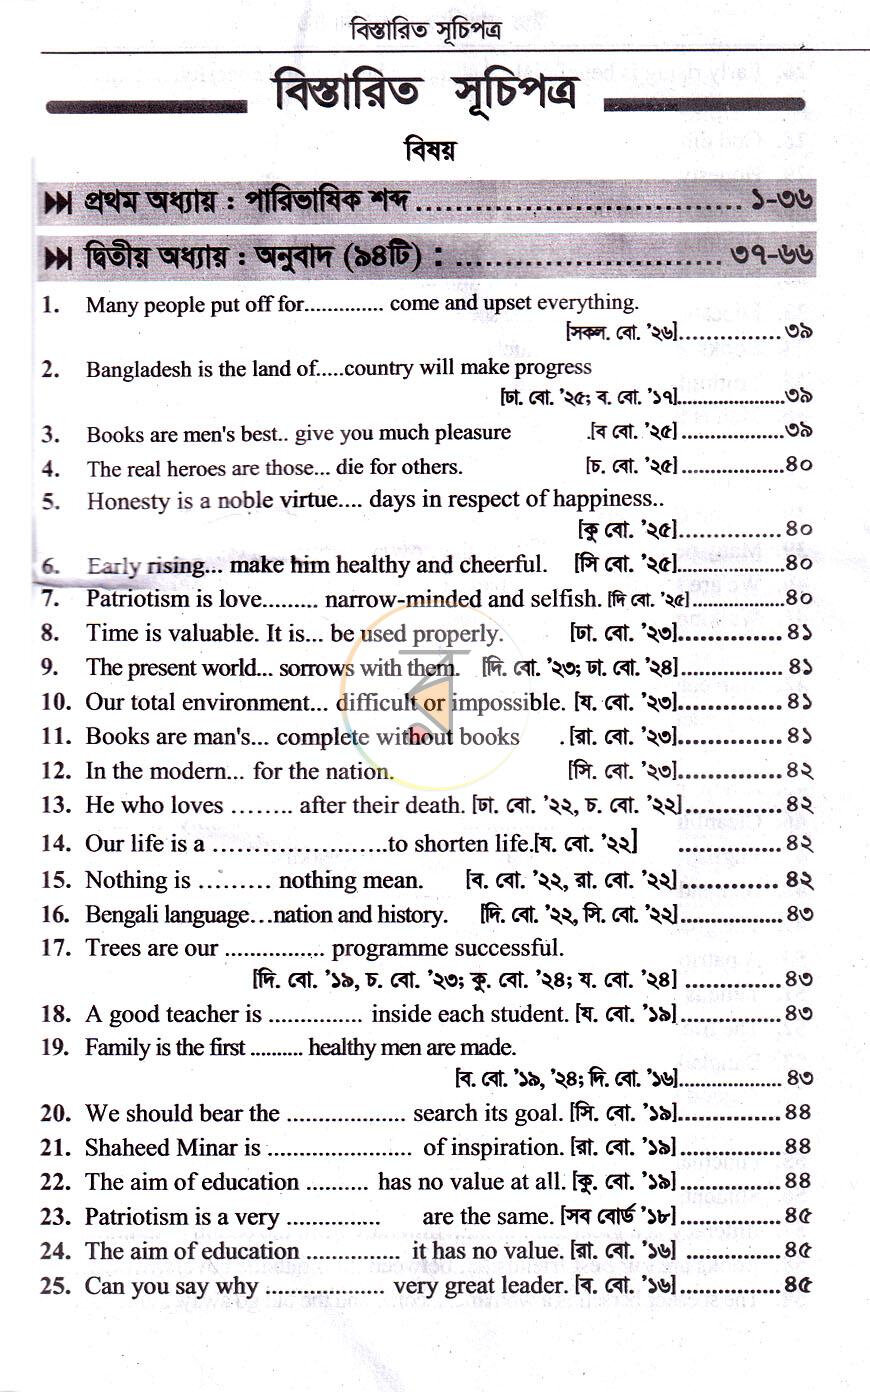 বিস্তারিত সূচিপত্র
বিস্তারিত সূচিপত্র
বিষয়
প্রথম অধ্যায় : পারিভাষিক শব্দ.................................. ১-৩৬
দ্বিতীয় অধ্যায় : অনুবাদ (৯৪টি) : ............................ ৩৭-৬৬
1. Many people put off for.............. come and upset everything.
[সকল. বো. '২৬]............... ৩৯
2. Bangladesh is the land of.....country will make progress
[ঢা. বো. '২৫; ব. বো. '১৭]......................৩৯
3. Books are men's best.. give you much pleasure .[ব বো. '২৫] ..................৩৯
4. The real heroes are those... die for others. [চ. বো. '২৫] ..................৪০
5. Honesty is a noble virtue.... days in respect of happiness..
[কু বো. '২৫]............... ৪০
6. Early rising... make him healthy and cheerful. [সি বো. '২৫]...................৪০
7. Patriotism is love......... narrow-minded and selfish. [দি বো. '২৫] ..................৪০
8. Time is valuable. It is... be used properly. [ঢা. বো. '২৩]............... ৪১
9. The present world... sorrows with them. [দি. বো. '২৩; ঢা. বো. '২৪]............... ৪১
10. Our total environment... difficult or impossible. [য. বো. '২৩]............... ৪১
11. Books are man's... complete without books .[রা. বো. '২৩]............... ৪১
12. In the modern... for the nation. [সি. বো. '২৩]............... ৪২
13. He who loves ........ after their death. [ঢা. বো. '২২, চ. বো. '২২]..............৪২
14. Our life is a ......................to shorten life.[য. বো. '২২] ............... ৪২
15. Nothing is ......... nothing mean. [ব. বো. '২২, রা. বো. '২২]............. ৪২
16. Bengali language...nation and history. [দি. বো. '২২, সি. বো. '২২].................. ৪৩
17. Trees are our ................ programme successful.
[দি. বো. '১৯, চ. বো. '২৩; কু. বো. '২৪; য. বো. '২৪] ............... ৪৩
18. A good teacher is ............... inside each student. [য. বো. '১৯] ................ ৪৩
19. Family is the first .......... healthy men are made.
[ব. বো. '১৯, '২৪; দি. বো. '১৬].................... ৪৩
20. We should bear the ................... search its goal. [সি. বো. '১৯]................ ৪৪
21. Shaheed Minar is ....................... of inspiration. [রা. বো. '১৯] ................ ৪৪
22. The aim of education .......... has no value at all. [কু. বো. '১৯] ................ ৪৪
23. Patriotism is a very ............... are the same. [সব বোর্ড '১৮] ................ ৪৫
24. The aim of education ............... it has no value. [রা. বো. '১৬] ............... ৪৫
25. Can you say why ................... very great leader. [ব. বো. '১৬] ................ ৪৫